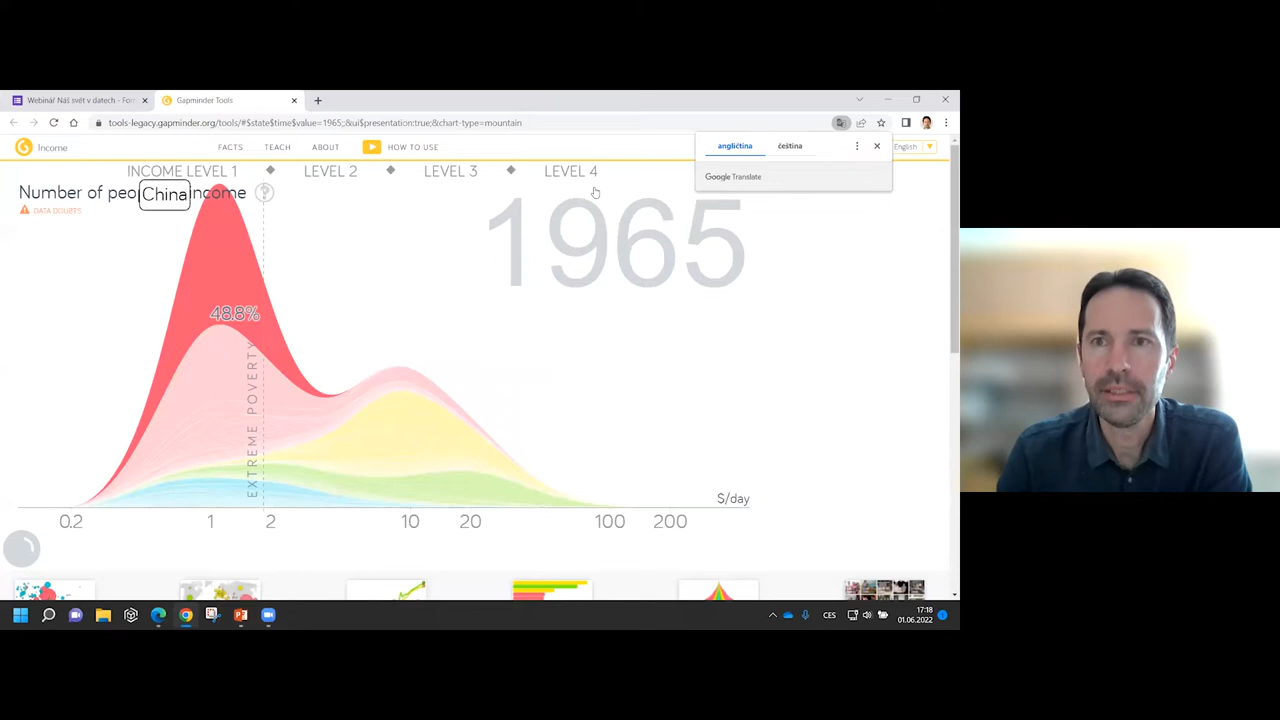 Webinář Náš svět v datech - For
Gapminder Tools
tools-legacy.gapminder.org/tools/#$state$time$value=1965;;&ui$presentation:true;&chart-type=mountain
Income
FACTS
TEACH
ABOUT
HOW TO USE
angličtina
čeština
English
Google Translate
INCOME LEVEL 1
LEVEL 2
LEVEL 3
LEVEL 4
Number of peo
China
income
?
DATA DOUBTS
1965
48.8%
EXTREME POVERTY
$/day
0.2
1
2
10
20
100
200
CES
17:18
01.06.2022